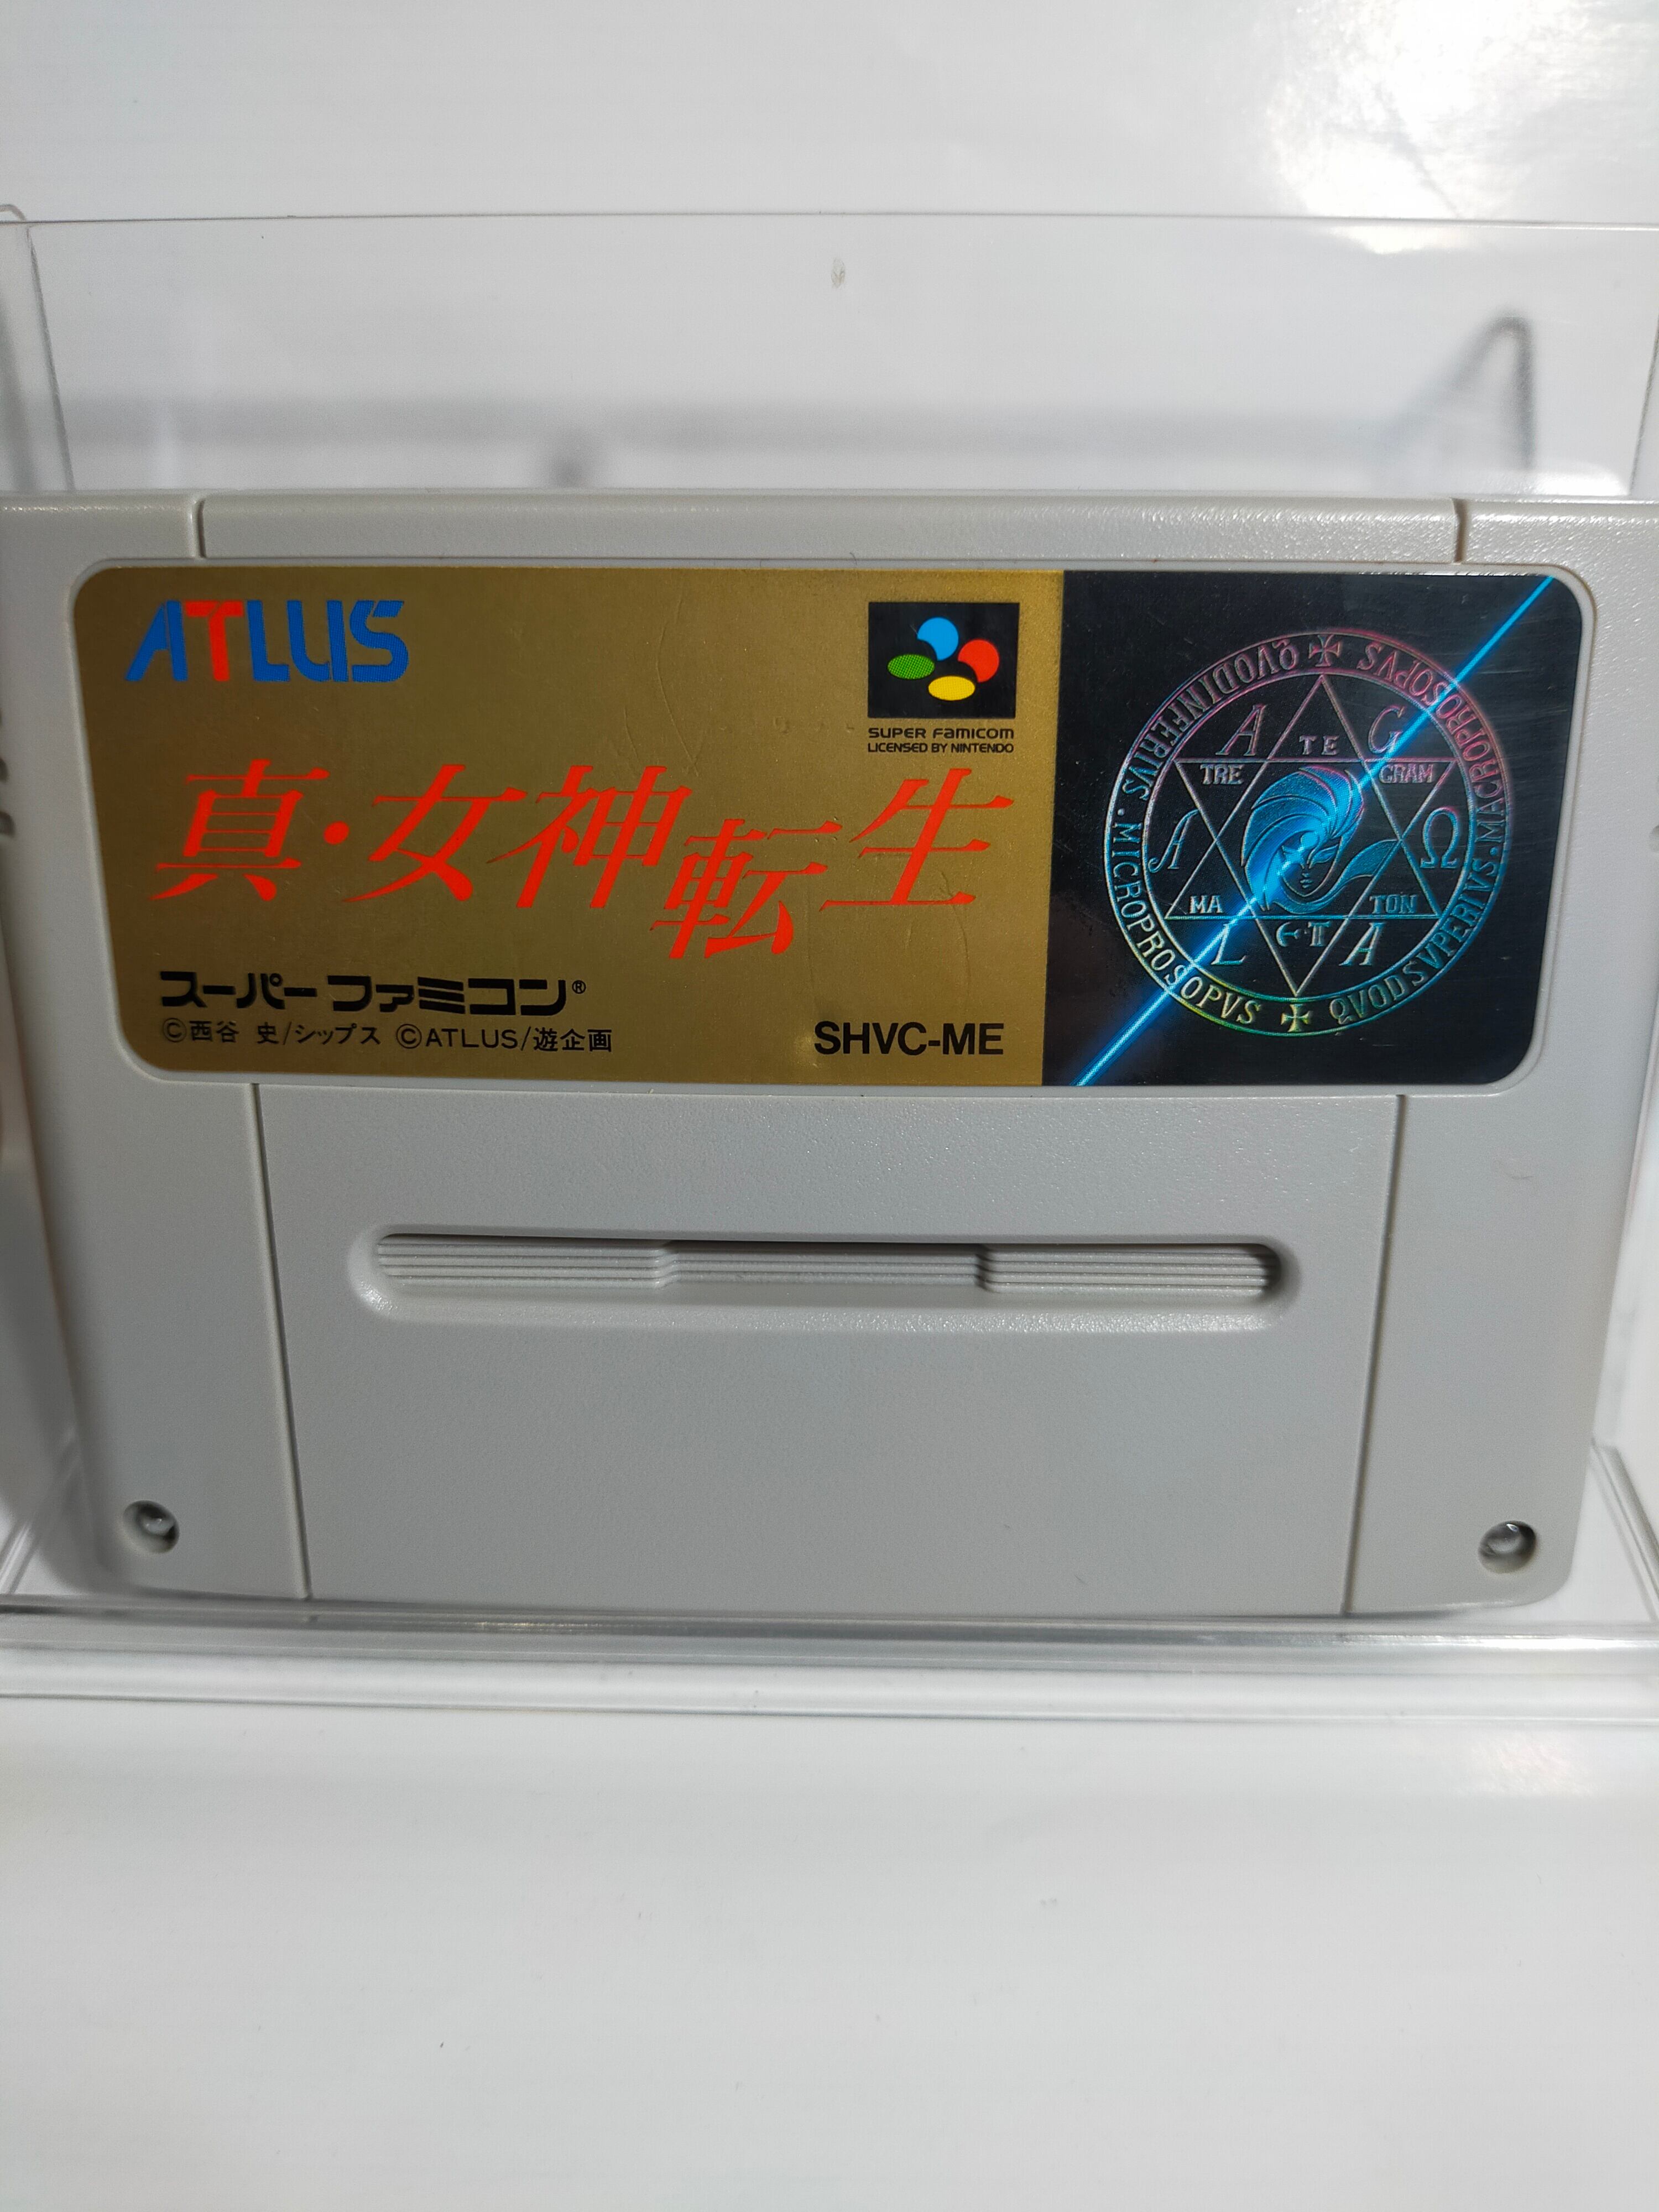 ATLUS
SUPER FAMICOM
LICENSED BY NINTENDO
真・女神転生
スーパーファミコン®
©西谷 史/シップス ©ATLUS/遊企画
SHVC-ME
✠ MACROPROSOPVS
QVODSVPERIVS
✠ MICROPROSOPVS
QVODINFERIVS
A TE G
TRE GRAM
Ω
MA TON
L A